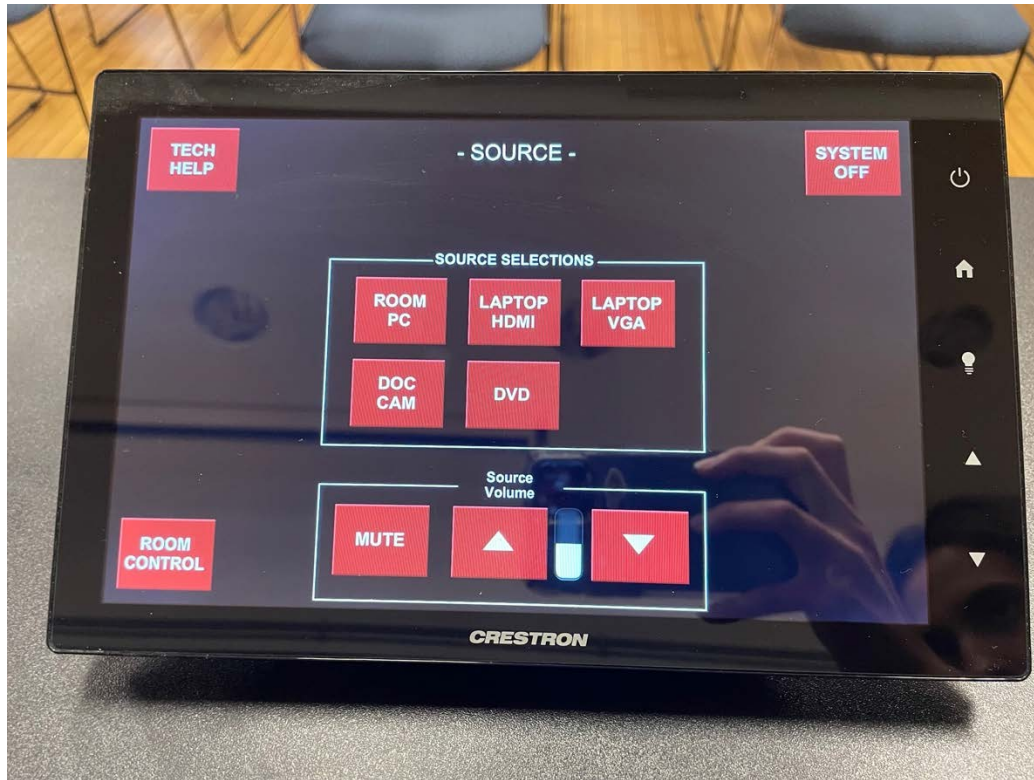 TECH
HELP
- SOURCE -
SYSTEM
OFF
SOURCE SELECTIONS
ROOM
PC
LAPTOP
HDMI
LAPTOP
VGA
DOC
CAM
DVD
Source
Volume
MUTE
ROOM
CONTROL
CRESTRON